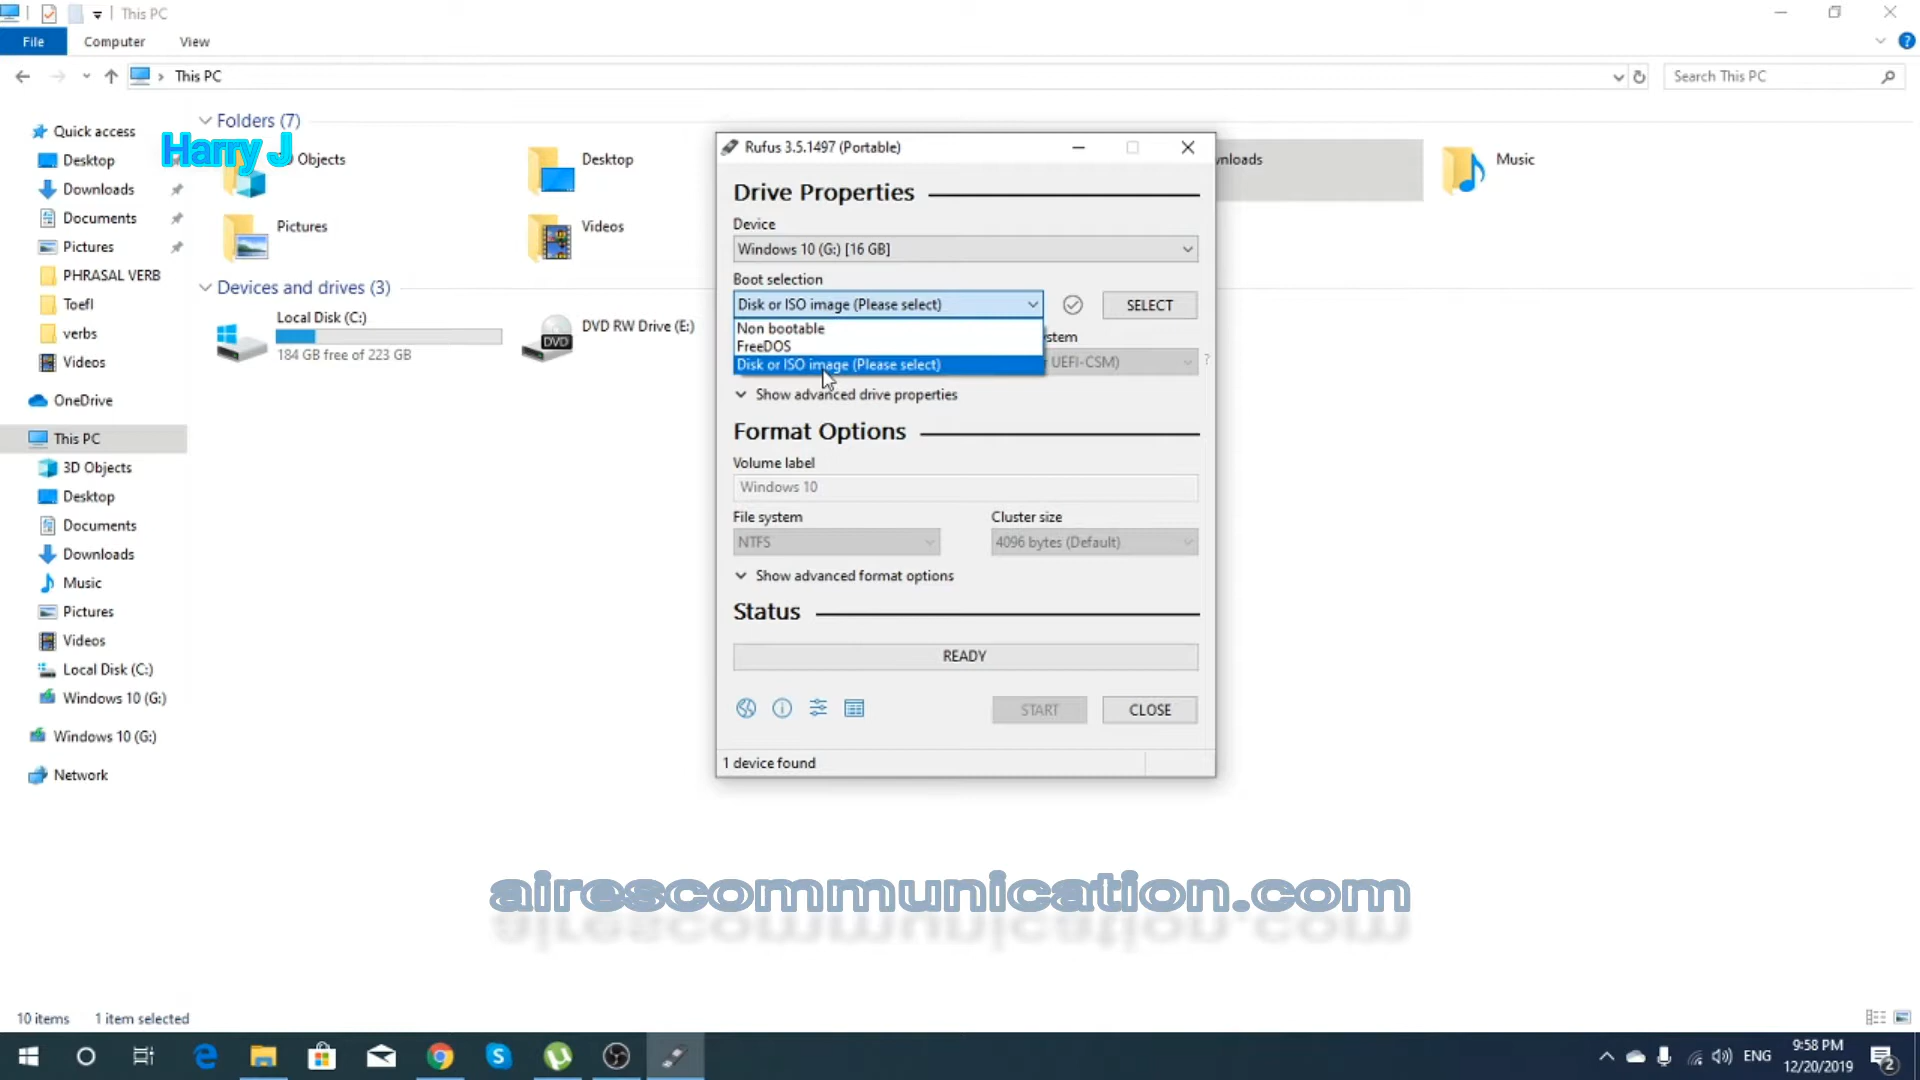 This PC
File
Computer
View
?
This PC
Search This PC
Quick access
Desktop
Downloads
Documents
Pictures
PHRASAL VERB
Toefl
verbs
Videos
OneDrive
This PC
3D Objects
Desktop
Documents
Downloads
Music
Pictures
Videos
Local Disk (C:)
Windows 10 (G:)
Windows 10 (G:)
Network
Folders (7)
Harry J
Objects
Desktop
Music
Pictures
Videos
Devices and drives (3)
Local Disk (C:)
184 GB free of 223 GB
DVD
DVD RW Drive (E:)
Rufus 3.5.1497 (Portable)
Drive Properties
Device
Windows 10 (G:) [16 GB]
Boot selection
Disk or ISO image (Please select)
SELECT
Non bootable
FreeDOS
Disk or ISO image (Please select)
UEFI-CSM)
?
Show advanced drive properties
Format Options
Volume label
Windows 10
File system
Cluster size
NTFS
4096 bytes (Default)
Show advanced format options
Status
READY
START
CLOSE
1 device found
airescommunication.com
10 items
1 item selected
ENG
9:58 PM
12/20/2019
2